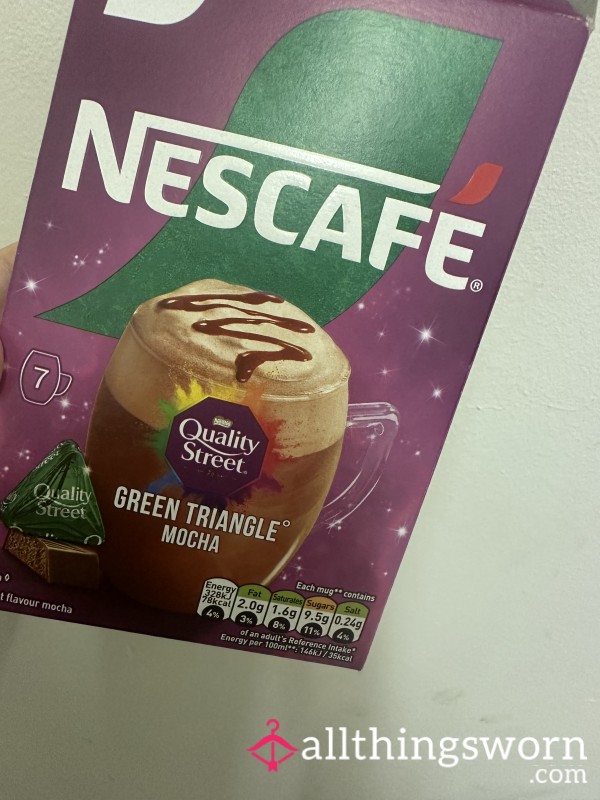 NESCAFÉ®
7
Nestlé
Quality
Street®
Quality
Street
GREEN TRIANGLE°
MOCHA
t flavour mocha
Each mug** contains
Energy
328kJ
78kcal
4%
Fat
2.0g
3%
Saturates
1.6g
8%
Sugars
9.5g
11%
Salt
0.24g
4%
of an adult's Reference Intake*
Energy per 100ml**: 146kJ / 35kcal
allthingsworn
.com